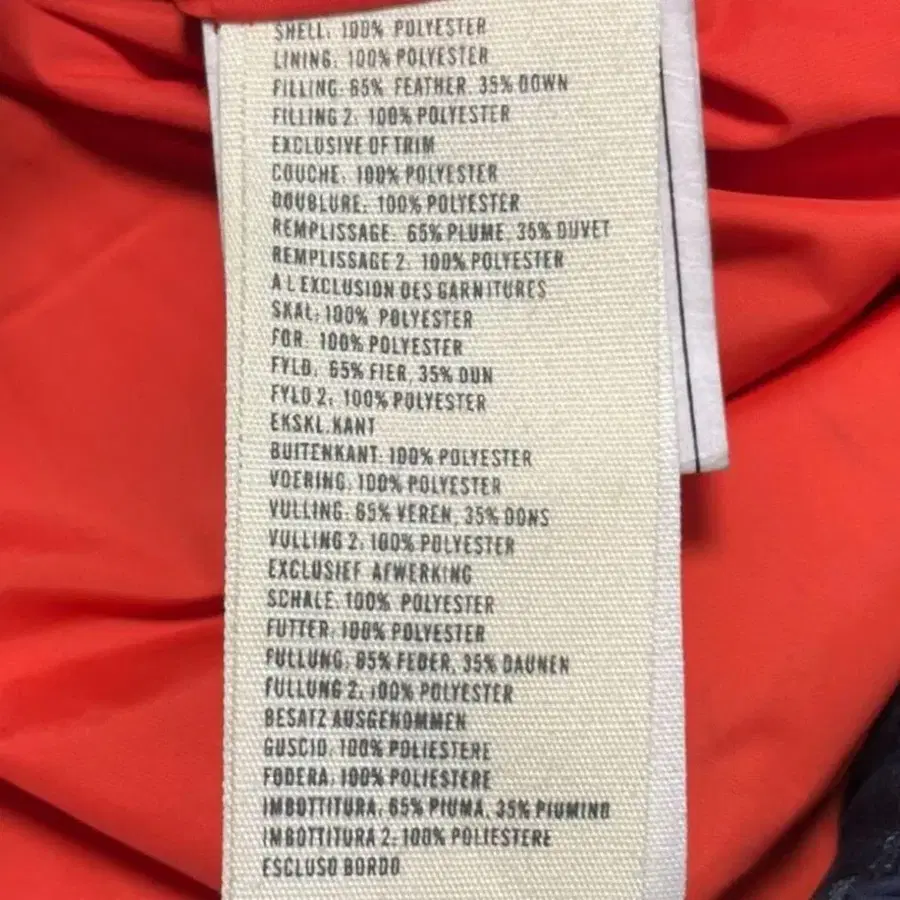 SHELL: 100% POLYESTER
LINING: 100% POLYESTER
FILLING: 65% FEATHER, 35% DOWN
FILLING 2: 100% POLYESTER
EXCLUSIVE OF TRIM
COUCHE: 100% POLYESTER
DOUBLURE: 100% POLYESTER
REMPLISSAGE: 65% PLUME, 35% DUVET
REMPLISSAGE 2: 100% POLYESTER
A L EXCLUSION DES GARNITURES
SKAL: 100% POLYESTER
FOR: 100% POLYESTER
FYLD: 65% FJER, 35% DUN
FYLD 2: 100% POLYESTER
EKSKL.KANT
BUITENKANT: 100% POLYESTER
VOERING: 100% POLYESTER
VULLING: 65% VEREN, 35% DONS
VULLING 2: 100% POLYESTER
EXCLUSIEF AFWERKING
SCHALE: 100% POLYESTER
FUTTER: 100% POLYESTER
FULLUNG: 65% FEDER, 35% DAUNEN
FULLUNG 2: 100% POLYESTER
BESATZ AUSGENOMMEN
GUSCIO: 100% POLIESTERE
FODERA: 100% POLIESTERE
IMBOTTITURA: 65% PIUMA, 35% PIUMINO
IMBOTTITURA 2: 100% POLIESTERE
ESCLUSO BORDO